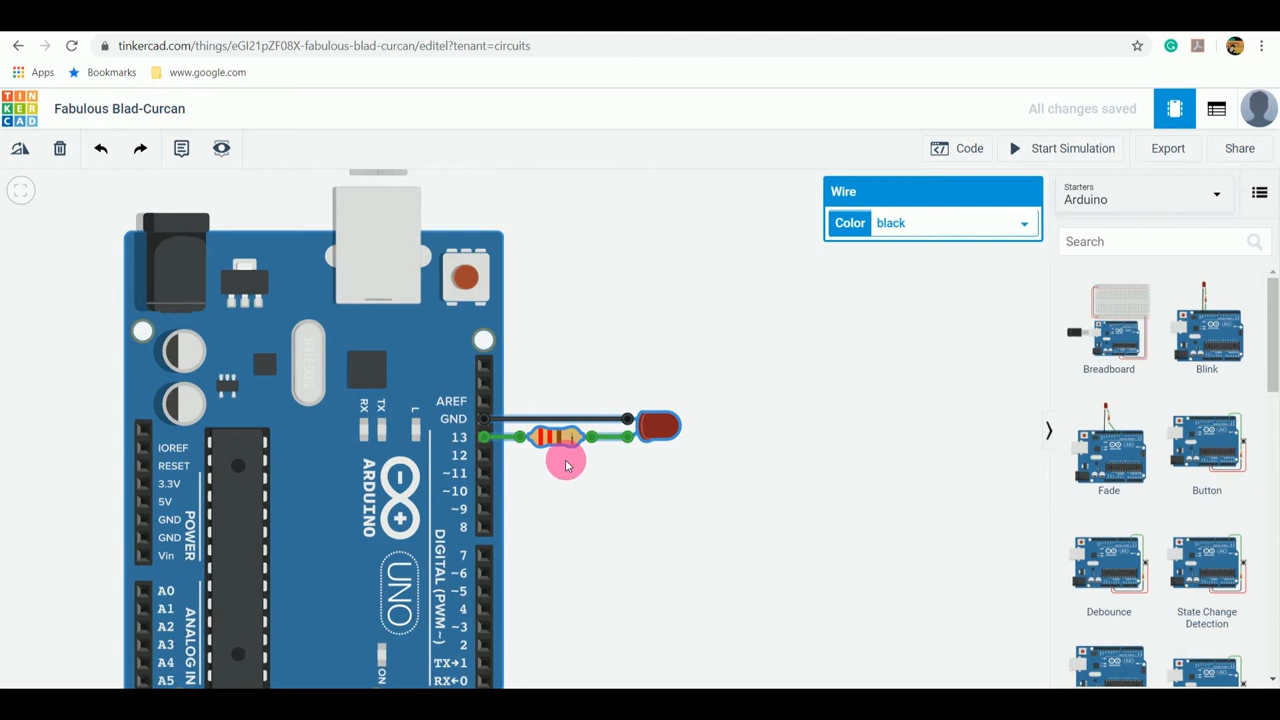 tinkercad.com/things/eGI21pZF08X-fabulous-blad-curcan/editel?tenant=circuits
Apps
Bookmarks
www.google.com
TIN
KER
CAD
Fabulous Blad-Curcan
All changes saved
Code
Start Simulation
Export
Share
Wire
Color
black
Starters
Arduino
Search
Breadboard
Blink
Fade
Button
Debounce
State Change
Detection
AREF
GND
13
12
~11
~10
~9
8
7
~6
~5
4
~3
2
TX→1
RX←0
DIGITAL (PWM ~)
RX
TX
L
ARDUINO
UNO
ON
IOREF
RESET
3.3V
5V
GND
GND
Vin
POWER
A0
A1
A2
A3
A4
A5
ANALOG IN